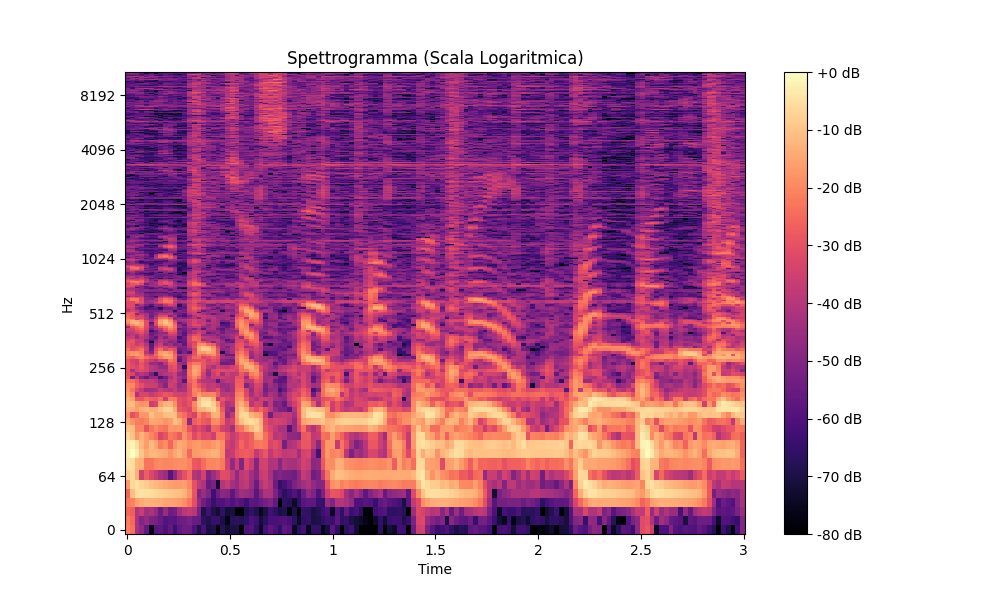 Spettrogramma (Scala Logaritmica)
Hz
8192
4096
2048
1024
512
256
128
64
0
0
0.5
1
1.5
2
2.5
3
Time
+0 dB
-10 dB
-20 dB
-30 dB
-40 dB
-50 dB
-60 dB
-70 dB
-80 dB